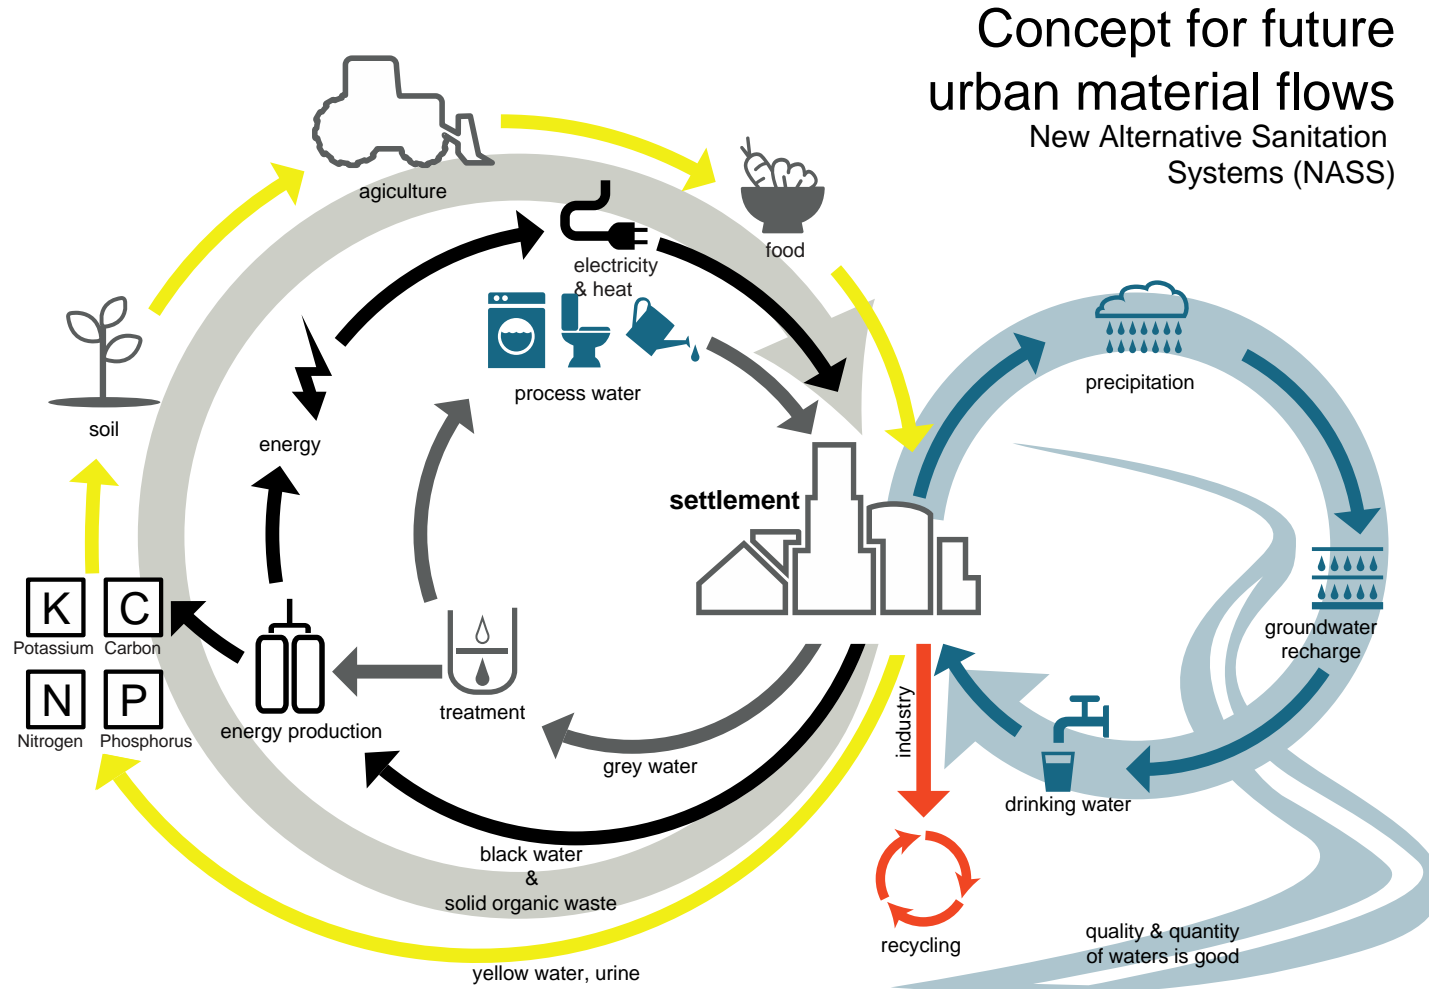 Concept for future
urban material flows
New Alternative Sanitation
Systems (NASS)
agiculture
food
electricity
& heat
process water
precipitation
soil
energy
settlement
groundwater
recharge
K
C
Potassium
Carbon
N
P
Nitrogen
Phosphorus
energy production
treatment
grey water
industry
drinking water
black water
&
solid organic waste
recycling
quality & quantity
of waters is good
yellow water, urine